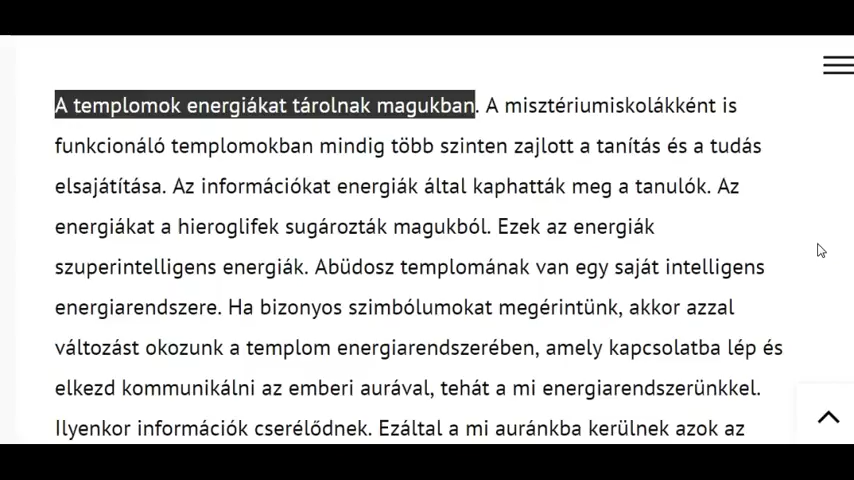 A templomok energiákat tárolnak magukban. A misztériumiskolákként is
funkcionáló templomokban mindig több szinten zajlott a tanítás és a tudás
elsajátítása. Az információkat energiák által kaphatták meg a tanulók. Az
energiákat a hieroglifek sugározták magukból. Ezek az energiák
szuperintelligens energiák. Abüdosz templomának van egy saját intelligens
energiarendszere. Ha bizonyos szimbólumokat megérintünk, akkor azzal
változást okozunk a templom energiarendszerében, amely kapcsolatba lép és
elkezd kommunikálni az emberi aurával, tehát a mi energiarendszerünkkel.
Ilyenkor információk cserélődnek. Ezáltal a mi auránkba kerülnek azok az